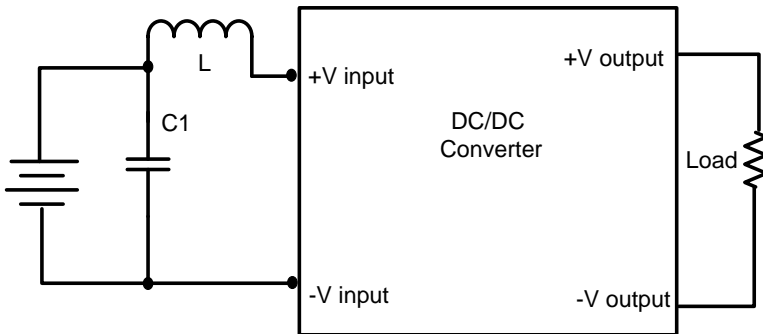 L
+V input
+V output
C1
DC/DC
Converter
Load
-V input
-V output